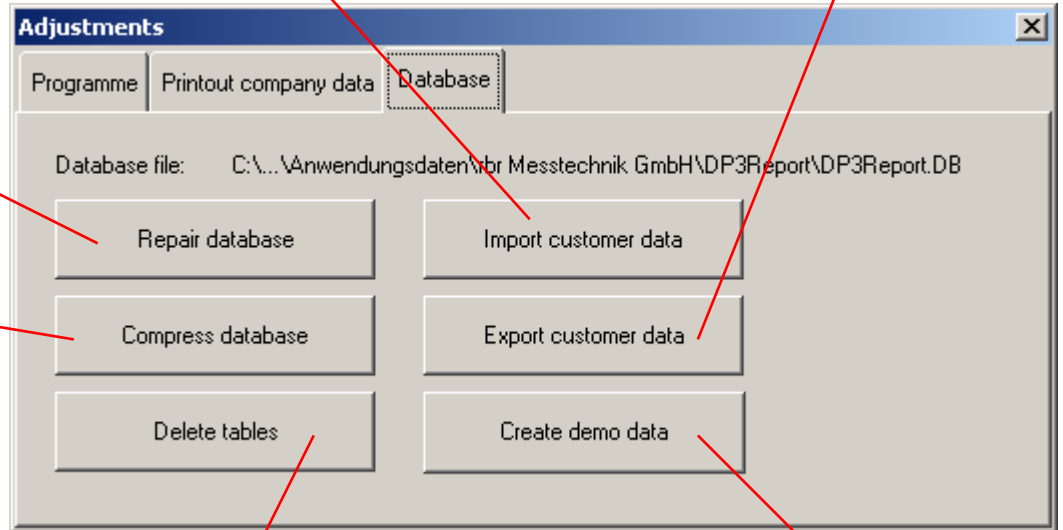 Adjustments
Programme Printout company data Database
Database file: C:\...\Anwendungsdaten\rbr Messtechnik GmbH\DP3Report\DP3Report.DB
Repair database Import customer data
Compress database Export customer data
Delete tables Create demo data